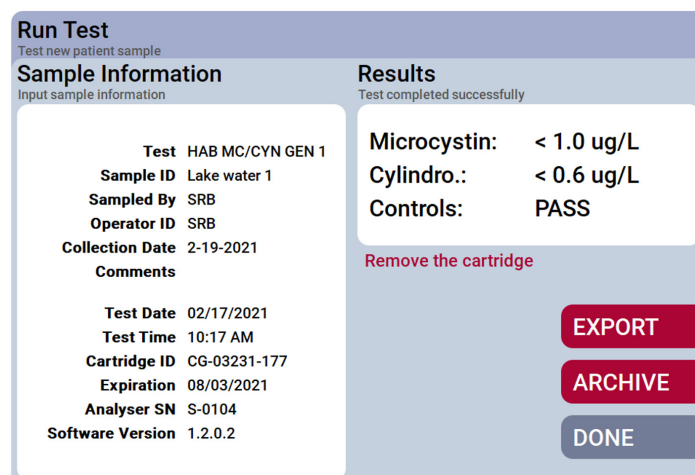 Run Test
Test new patient sample
Sample Information
Input sample information
Test HAB MC/CYN GEN 1
Sample ID Lake water 1
Sampled By SRB
Operator ID SRB
Collection Date 2-19-2021
Comments
Test Date 02/17/2021
Test Time 10:17 AM
Cartridge ID CG-03231-177
Expiration 08/03/2021
Analyser SN S-0104
Software Version 1.2.0.2
Results
Test completed successfully
Microcystin: < 1.0 ug/L
Cylindro.: < 0.6 ug/L
Controls: PASS
Remove the cartridge
EXPORT
ARCHIVE
DONE